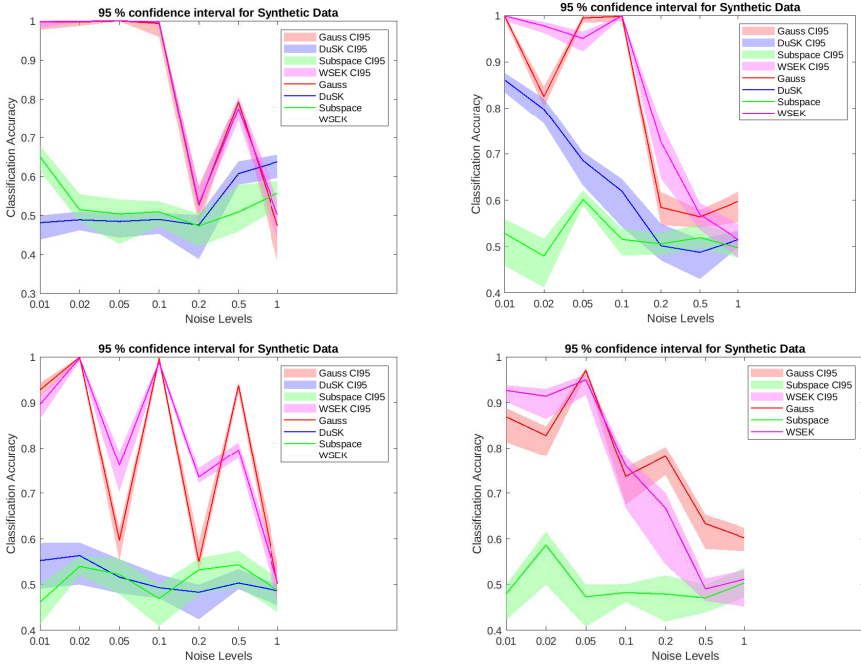 95 % confidence interval for Synthetic Data
Classification Accuracy
1
0.9
0.8
0.7
0.6
0.5
0.4
0.3
0.01 0.02 0.05 0.1 0.2 0.5 1
Noise Levels
Gauss CI95
DuSK CI95
Subspace CI95
WSEK CI95
Gauss
DuSK
Subspace
WSEK
95 % confidence interval for Synthetic Data
Classification Accuracy
1
0.9
0.8
0.7
0.6
0.5
0.4
0.01 0.02 0.05 0.1 0.2 0.5 1
Noise Levels
Gauss CI95
DuSK CI95
Subspace CI95
WSEK CI95
Gauss
DuSK
Subspace
WSEK
95 % confidence interval for Synthetic Data
Classification Accuracy
1
0.9
0.8
0.7
0.6
0.5
0.4
0.01 0.02 0.05 0.1 0.2 0.5 1
Noise Levels
Gauss CI95
DuSK CI95
Subspace CI95
WSEK CI95
Gauss
DuSK
Subspace
WSEK
95 % confidence interval for Synthetic Data
Classification Accuracy
1
0.9
0.8
0.7
0.6
0.5
0.4
0.01 0.02 0.05 0.1 0.2 0.5 1
Noise Levels
Gauss CI95
Subspace CI95
WSEK CI95
Gauss
Subspace
WSEK